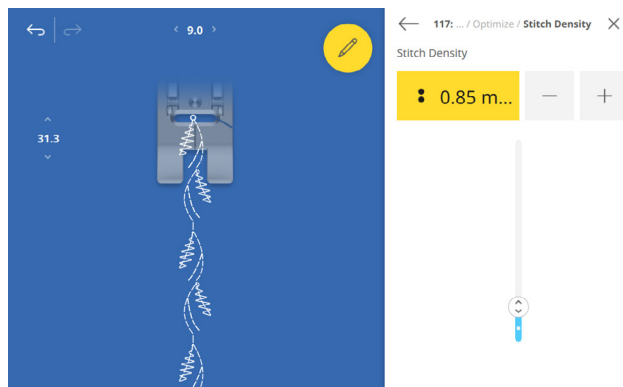 9.0
31.3
117: ... / Optimize / Stitch Density
Stitch Density
0.85 m...